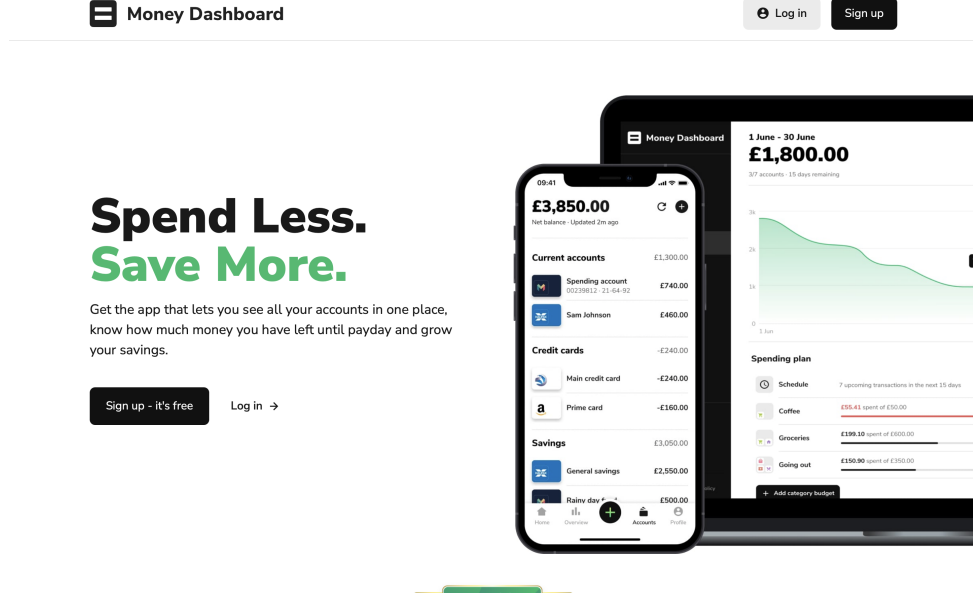 Money Dashboard
Log in
Sign up
Spend Less.
Save More.
Get the app that lets you see all your accounts in one place,
know how much money you have left until payday and grow
your savings.
Sign up - it's free
Log in →
09:41
£3,850.00
Net balance · Updated 2m ago
Current accounts £1,300.00
Spending account £740.00
00239812 · 21-64-92
Sam Johnson £460.00
Credit cards -£240.00
Main credit card -£240.00
Prime card -£160.00
Savings £3,050.00
General savings £2,550.00
Rainy day £500.00
Home Overview Accounts Profile
Money Dashboard
1 June - 30 June
£1,800.00
3/7 accounts · 15 days remaining
3k
2k
1k
0
1 Jun
Spending plan
Schedule 7 upcoming transactions in the next 15 days
Coffee £55.41 spent of £50.00
Groceries £199.10 spent of £600.00
Going out £150.90 spent of £350.00
+ Add category budget